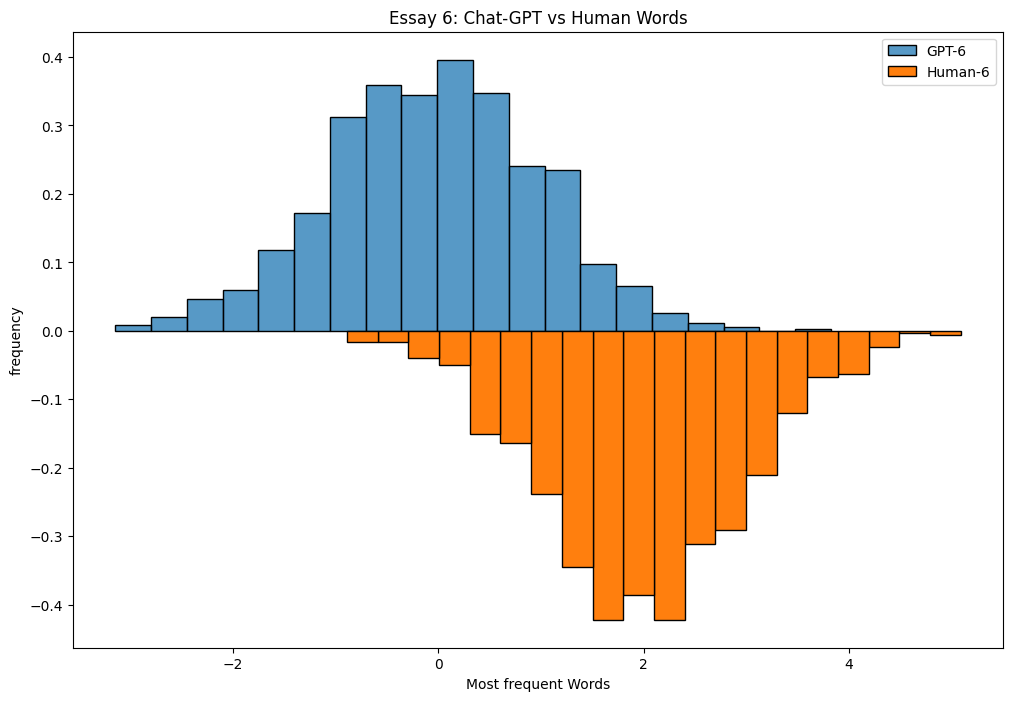 Essay 6: Chat-GPT vs Human Words
GPT-6
Human-6
frequency
0.4
0.3
0.2
0.1
0.0
−0.1
−0.2
−0.3
−0.4
−2
0
2
4
Most frequent Words